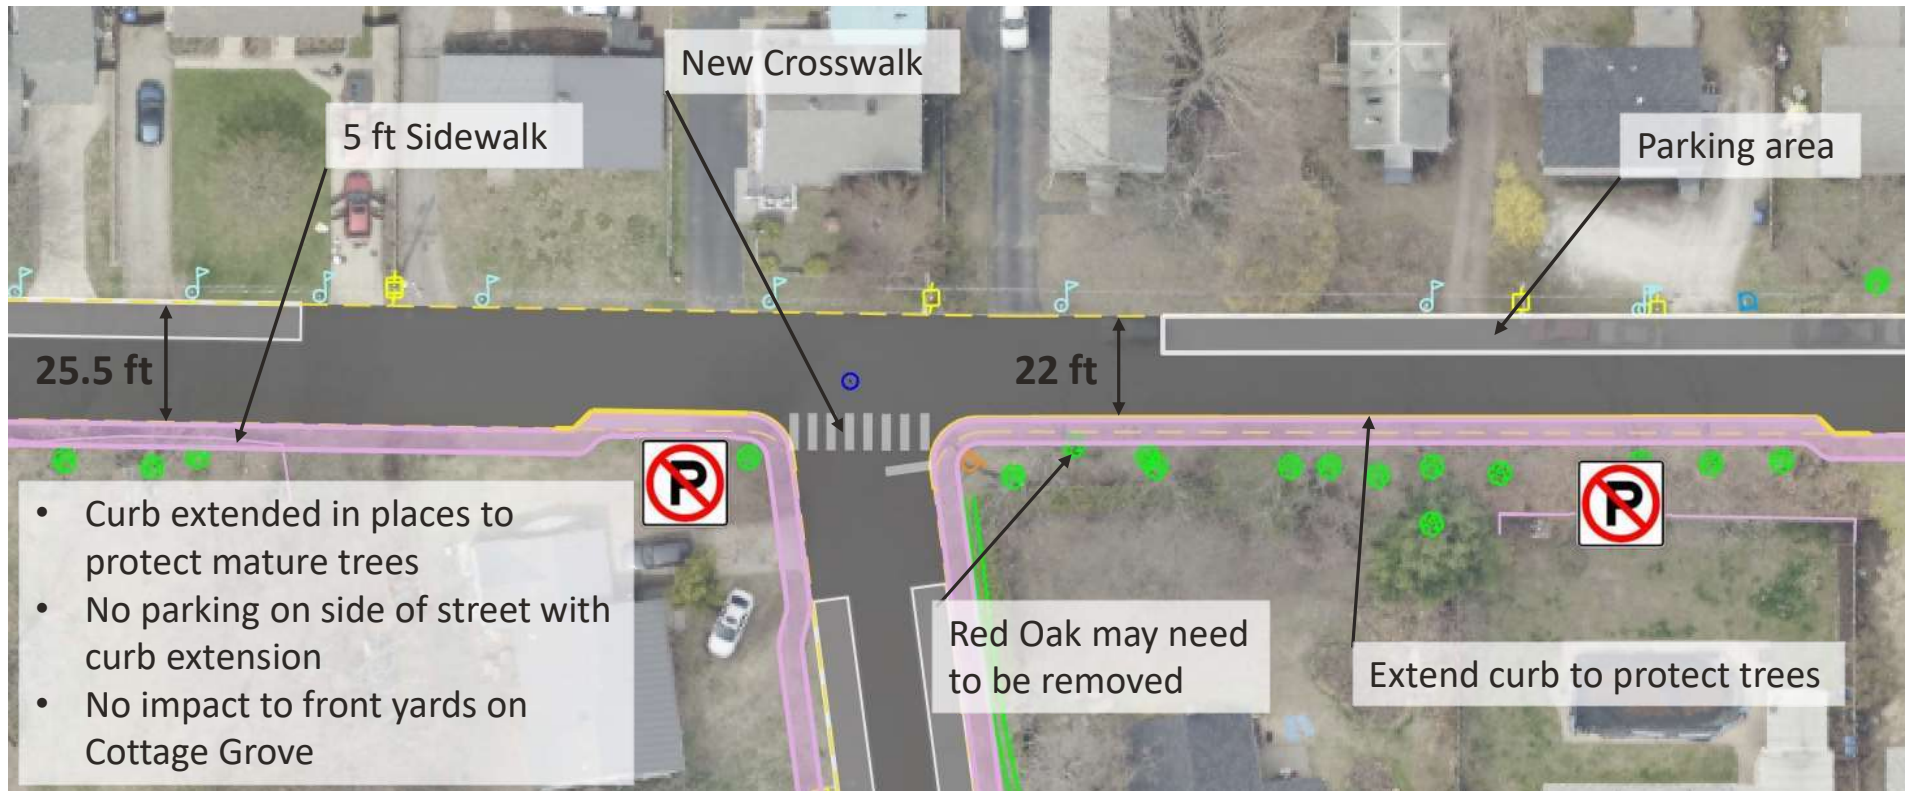 New Crosswalk
5 ft Sidewalk
Parking area
25.5 ft
22 ft
P
P
• Curb extended in places to
protect mature trees
• No parking on side of street with
curb extension
• No impact to front yards on
Cottage Grove
Red Oak may need
to be removed
Extend curb to protect trees